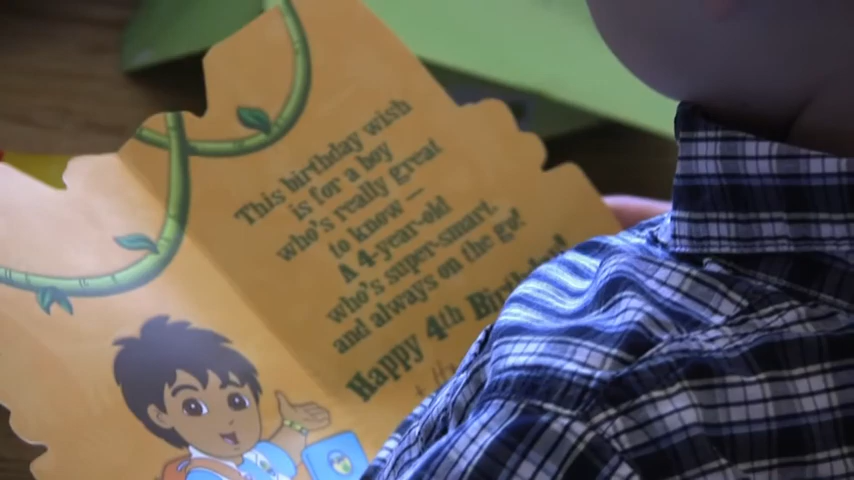 This birthday wish
is for a boy
who's really great
to know —
A 4-year-old
who's super-smart,
and always on the go!
Happy 4th Birthday!